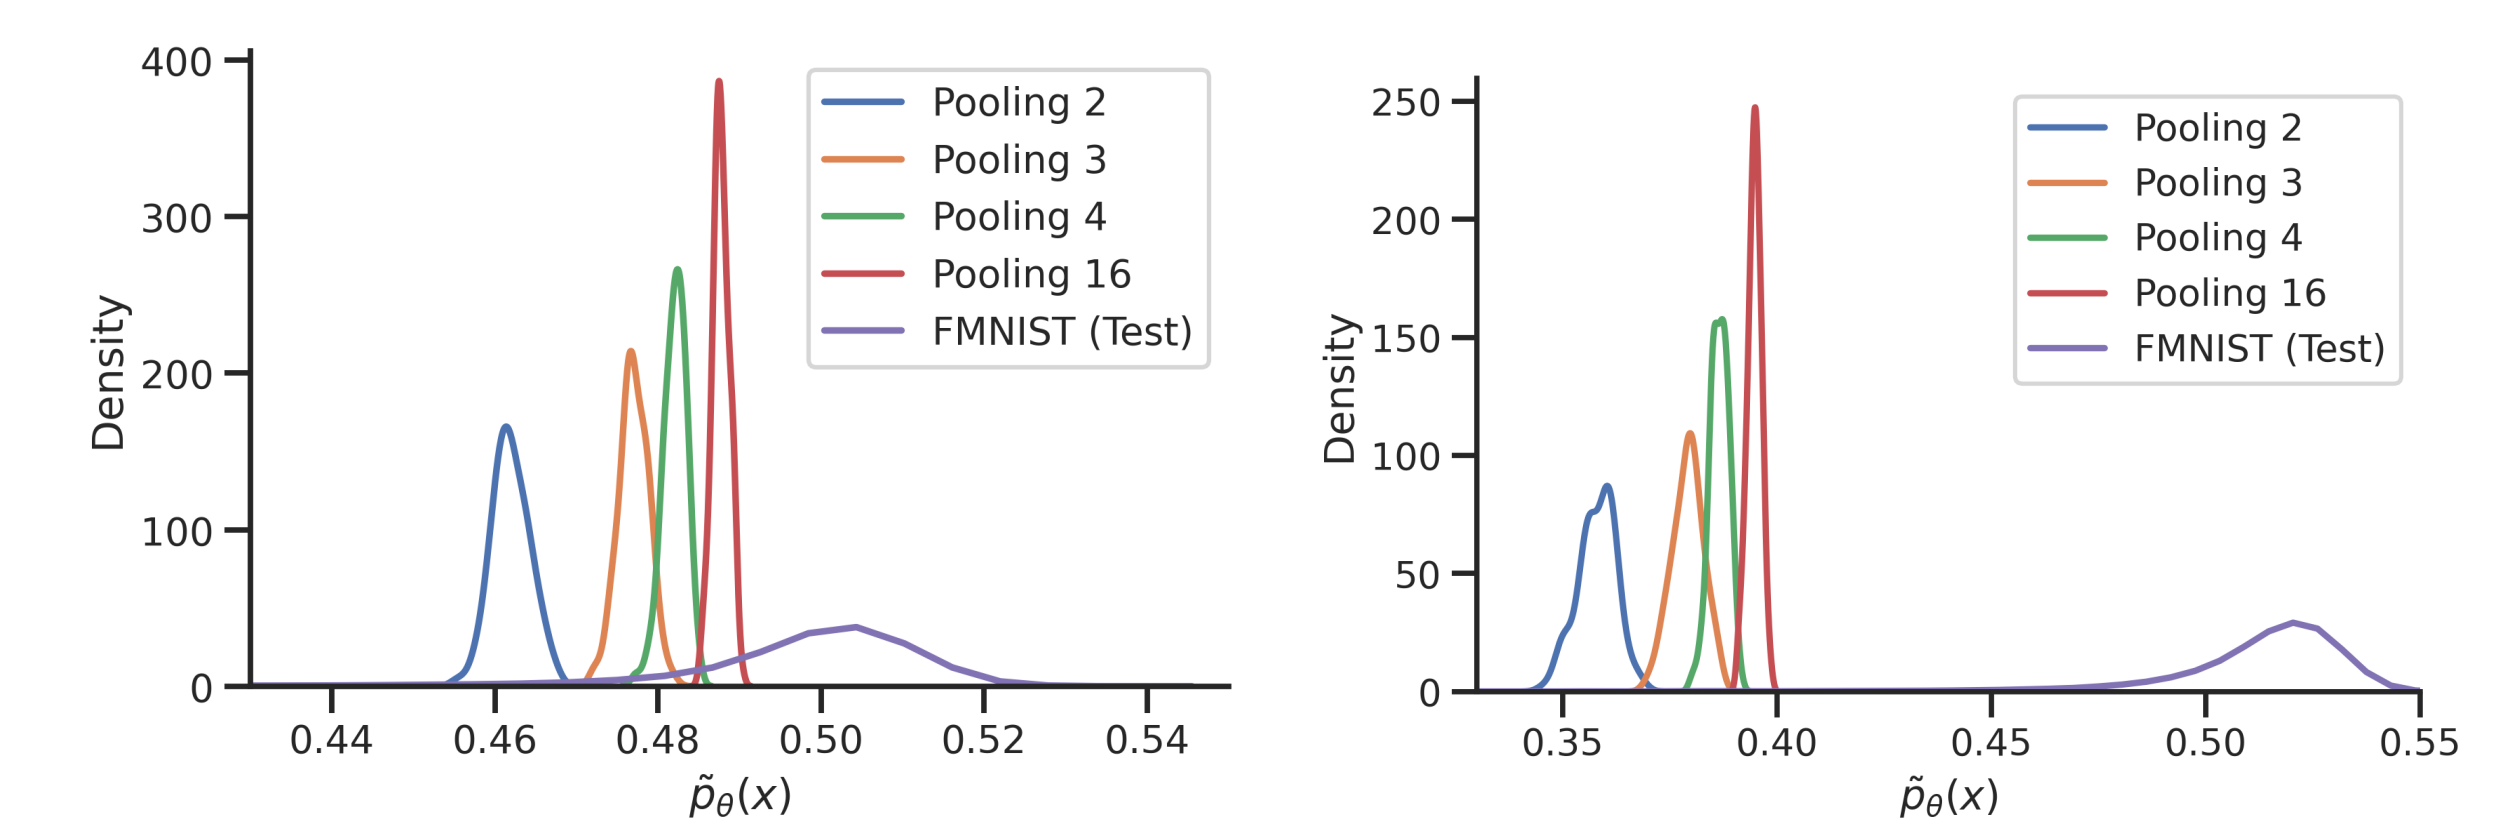 400
300
200
100
0
Density
0.44 0.46 0.48 0.50 0.52 0.54
p̃θ(x)
Pooling 2
Pooling 3
Pooling 4
Pooling 16
FMNIST (Test)
250
200
150
100
50
0
Density
0.35 0.40 0.45 0.50 0.55
p̃θ(x)
Pooling 2
Pooling 3
Pooling 4
Pooling 16
FMNIST (Test)